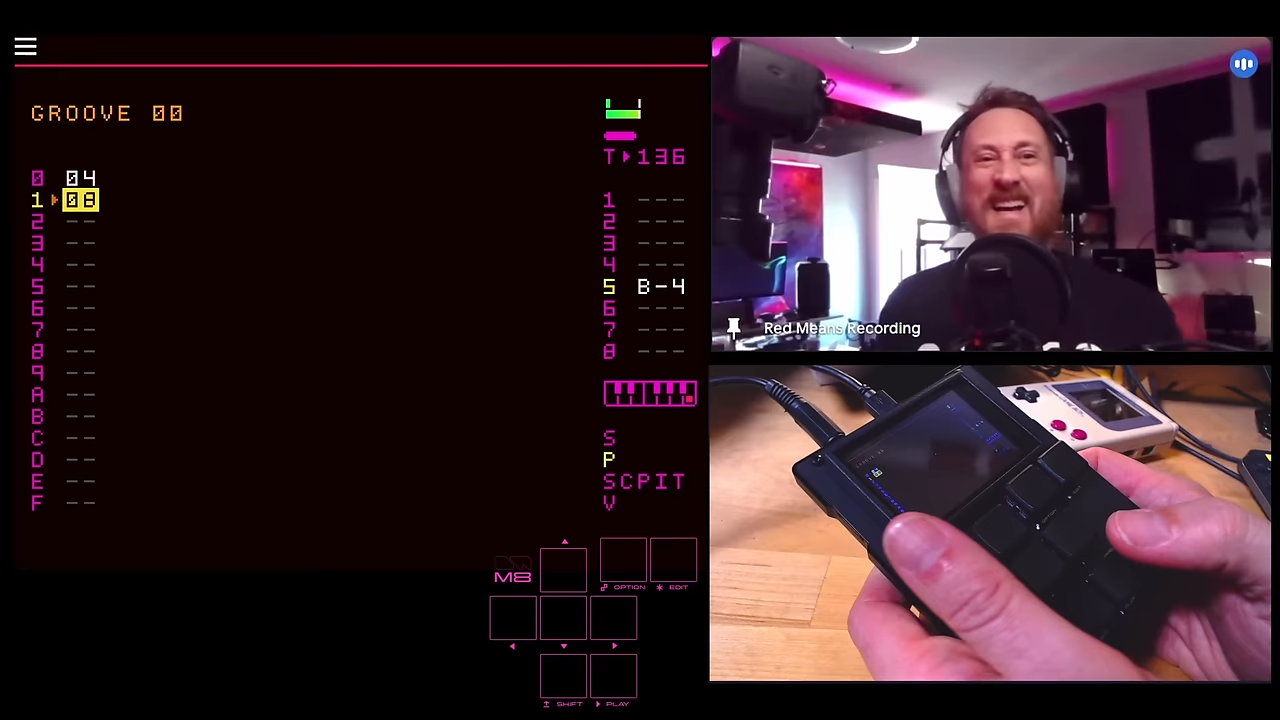 GROOVE 00
T 136
0 04
1 08
2 --
3 --
4 --
5 --
6 --
7 --
8 --
9 --
A --
B --
C --
D --
E --
F --
1 ---
2 ---
3 ---
4 ---
5 B-4
6 ---
7 ---
8 ---
S
P
SCPIT
V
M8
OPTION
EDIT
SHIFT
PLAY
Red Means Recording